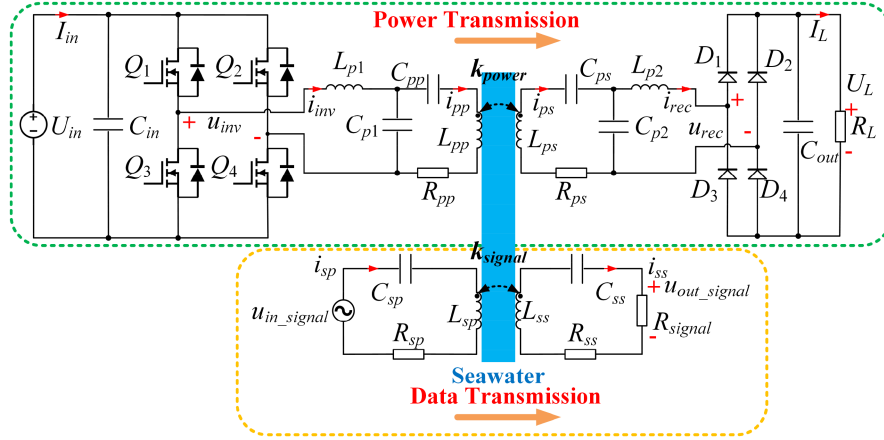 Power Transmission
I_in
I_L
Q_1
Q_2
L_p1
C_pp
k_power
C_ps
L_p2
D_1
D_2
i_inv
i_pp
i_ps
i_rec
U_L
U_in
C_in
+
u_inv
-
C_p1
L_pp
L_ps
C_p2
u_rec
+
-
C_out
R_L
+
-
Q_3
Q_4
R_pp
R_ps
D_3
D_4
k_signal
i_sp
i_ss
C_sp
C_ss
+
u_out_signal
u_in_signal
L_sp
L_ss
R_signal
-
R_sp
R_ss
Seawater
Data Transmission